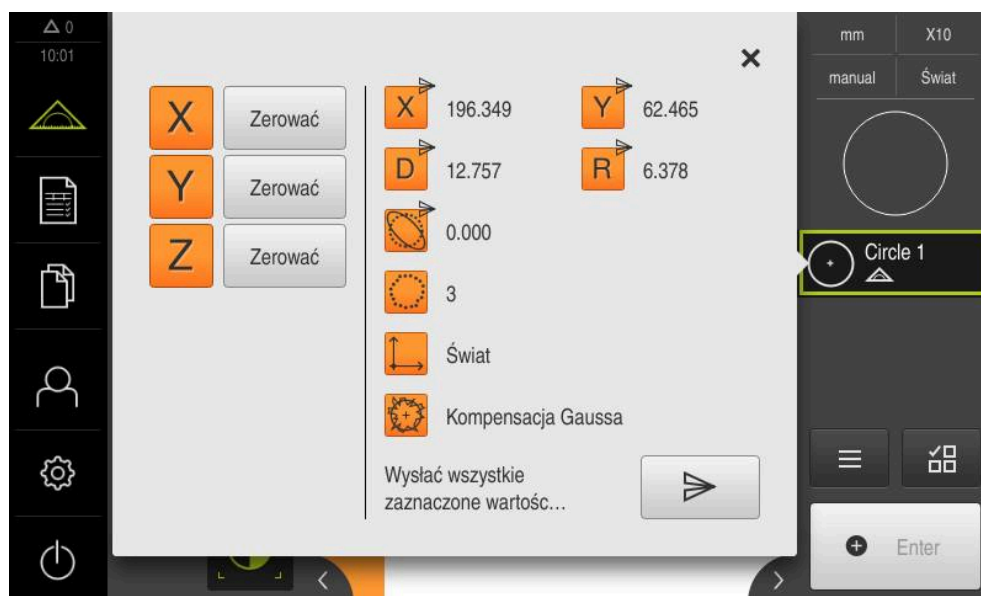 0
10:01
X Zerować
Y Zerować
Z Zerować
X 196.349 Y 62.465
D 12.757 R 6.378
0.000
3
Świat
Kompensacja Gaussa
Wysłać wszystkie
zaznaczone wartośc...
mm X10
manual Świat
Circle 1
Enter